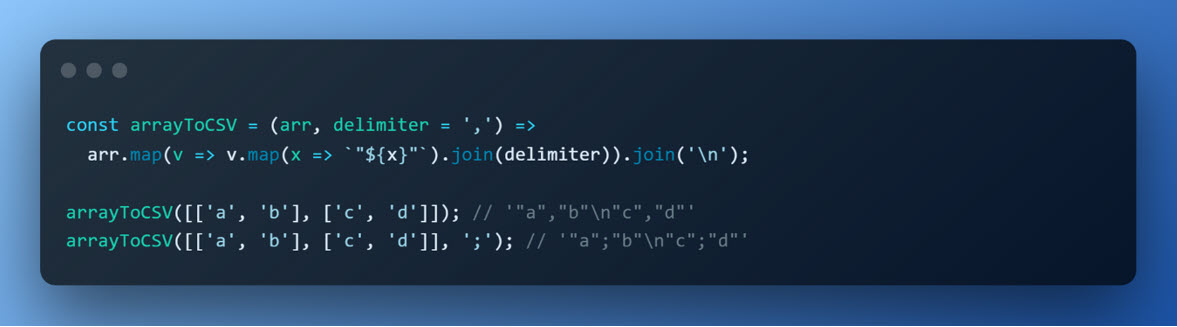 const arrayToCSV = (arr, delimiter = ',') =>
  arr.map(v => v.map(x => `"${x}"`).join(delimiter)).join('\n');

arrayToCSV([['a', 'b'], ['c', 'd']]); // '"a","b"\n"c","d"'
arrayToCSV([['a', 'b'], ['c', 'd']], ';'); // '"a";"b"\n"c";"d"'